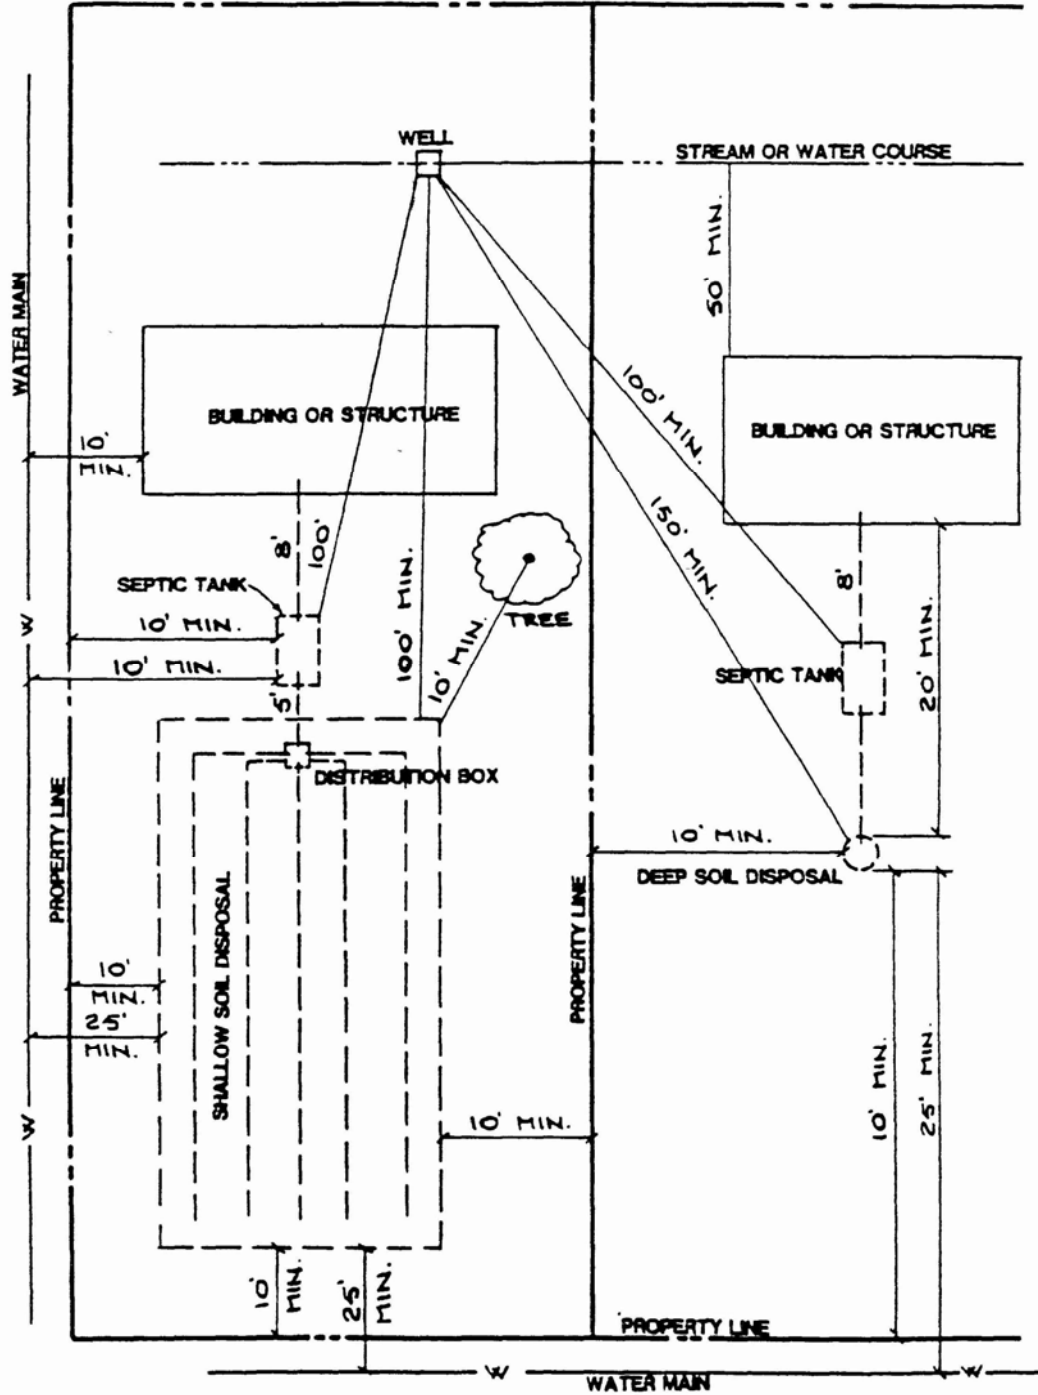 WELL
STREAM OR WATER COURSE
50' MIN.
WATER MAIN
BUILDING OR STRUCTURE
100' MIN.
BUILDING OR STRUCTURE
10'
MIN.
150' MIN.
8'
100'
8'
SEPTIC TANK
100' MIN.
TREE
W
10' MIN.
10' MIN.
10' MIN.
SEPTIC TANK
20' MIN.
5'
DISTRIBUTION BOX
PROPERTY LINE
10' MIN.
DEEP SOIL DISPOSAL
SHALLOW SOIL DISPOSAL
PROPERTY LINE
10'
MIN.
25'
MIN.
10' MIN.
25' MIN.
W
10' MIN.
10'
MIN.
25'
MIN.
PROPERTY LINE
W
W
WATER MAIN